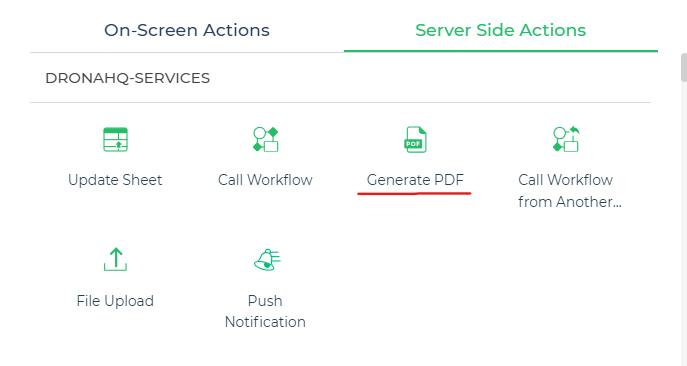 On-Screen Actions
Server Side Actions
DRONAHQ-SERVICES
Update Sheet
Call Workflow
PDF
Generate PDF
Call Workflow
from Another...
File Upload
Push
Notification